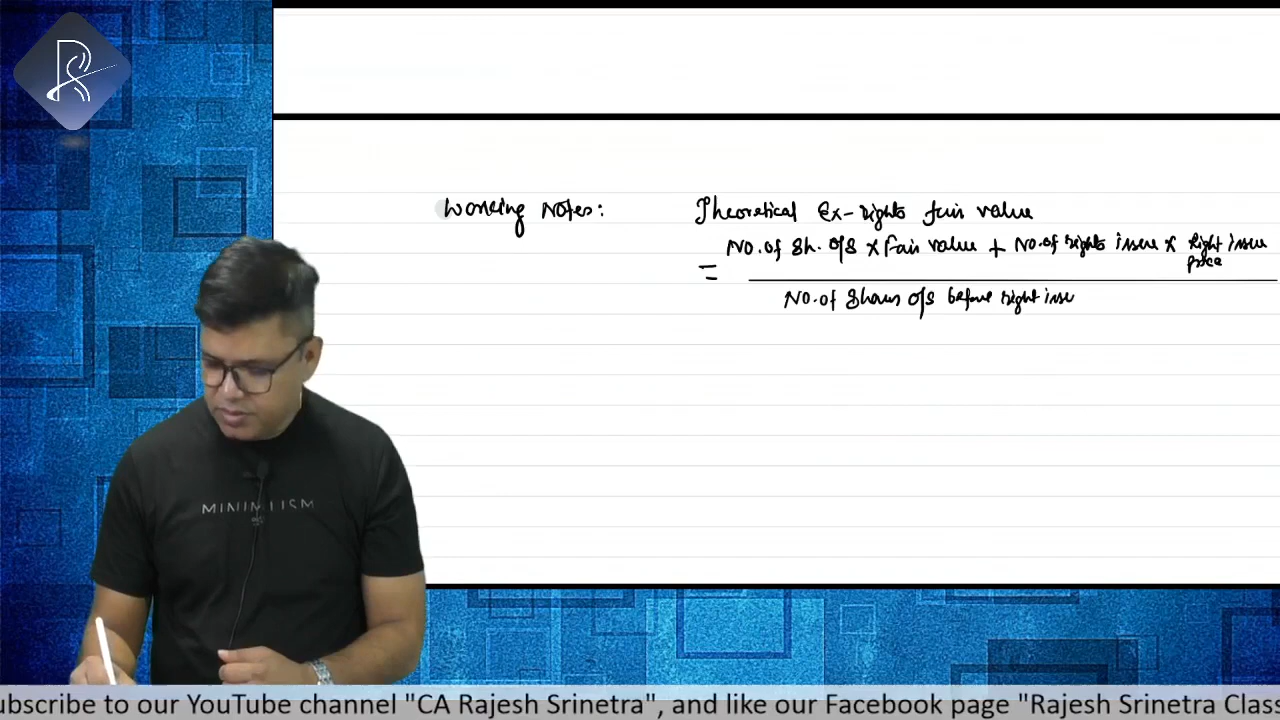 Working Notes:
Theoretical Ex-rights fair value
= No. of Sh. o/s x fair value + No. of rights issue x Right issue price
No. of Shares o/s before right issu
MINIMALISM
ubscribe to our YouTube channel "CA Rajesh Srinetra", and like our Facebook page "Rajesh Srinetra Class